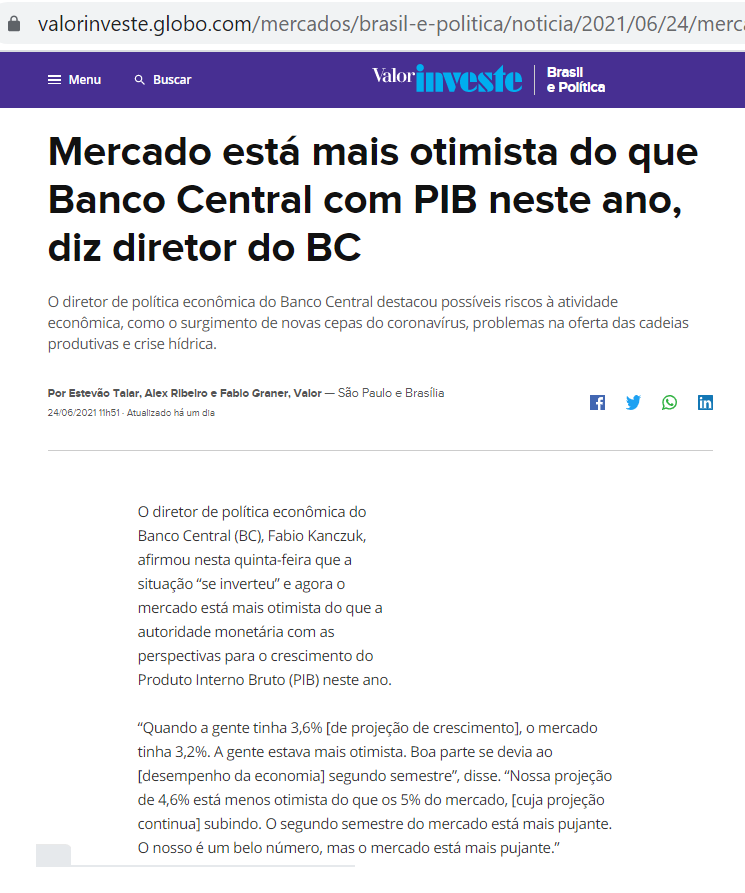 valorinveste.globo.com/mercados/brasil-e-politica/noticia/2021/06/24/merc
Menu
Buscar
Valor investe
Brasil
e Política
Mercado está mais otimista do que
Banco Central com PIB neste ano,
diz diretor do BC
O diretor de política econômica do Banco Central destacou possíveis riscos à atividade
econômica, como o surgimento de novas cepas do coronavírus, problemas na oferta das cadeias
produtivas e crise hídrica.
Por Estevão Taiar, Alex Ribeiro e Fabio Graner, Valor — São Paulo e Brasília
24/06/2021 11h51 · Atualizado há um dia
O diretor de política econômica do
Banco Central (BC), Fabio Kanczuk,
afirmou nesta quinta-feira que a
situação “se inverteu” e agora o
mercado está mais otimista do que a
autoridade monetária com as
perspectivas para o crescimento do
Produto Interno Bruto (PIB) neste ano.
“Quando a gente tinha 3,6% [de projeção de crescimento], o mercado
tinha 3,2%. A gente estava mais otimista. Boa parte se devia ao
[desempenho da economia] segundo semestre”, disse. “Nossa projeção
de 4,6% está menos otimista do que os 5% do mercado, [cuja projeção
continua] subindo. O segundo semestre do mercado está mais pujante.
O nosso é um belo número, mas o mercado está mais pujante.”